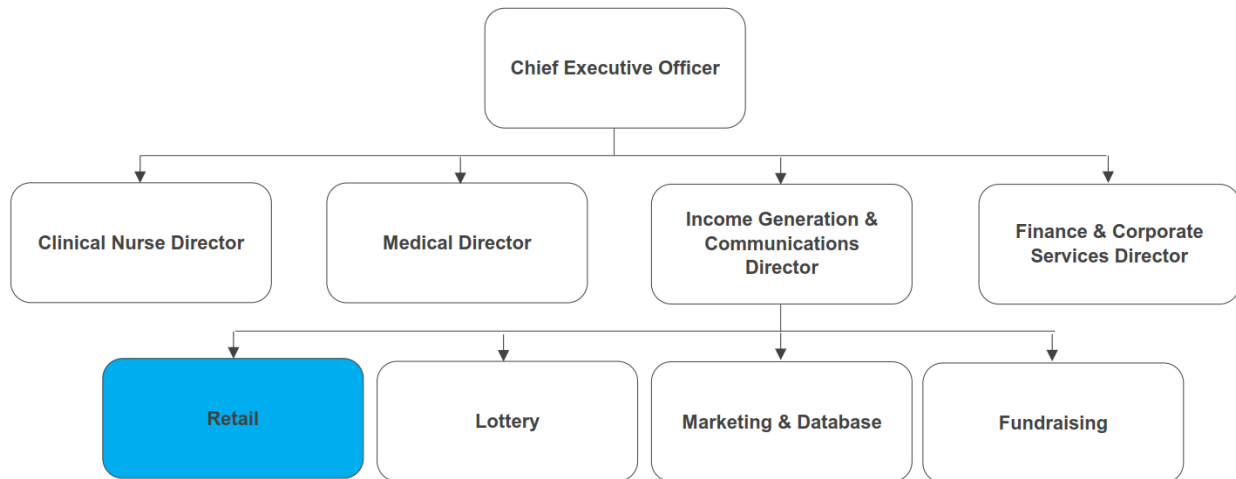 Chief Executive Officer
Clinical Nurse Director
Medical Director
Income Generation &
Communications
Director
Finance & Corporate
Services Director
Retail
Lottery
Marketing & Database
Fundraising